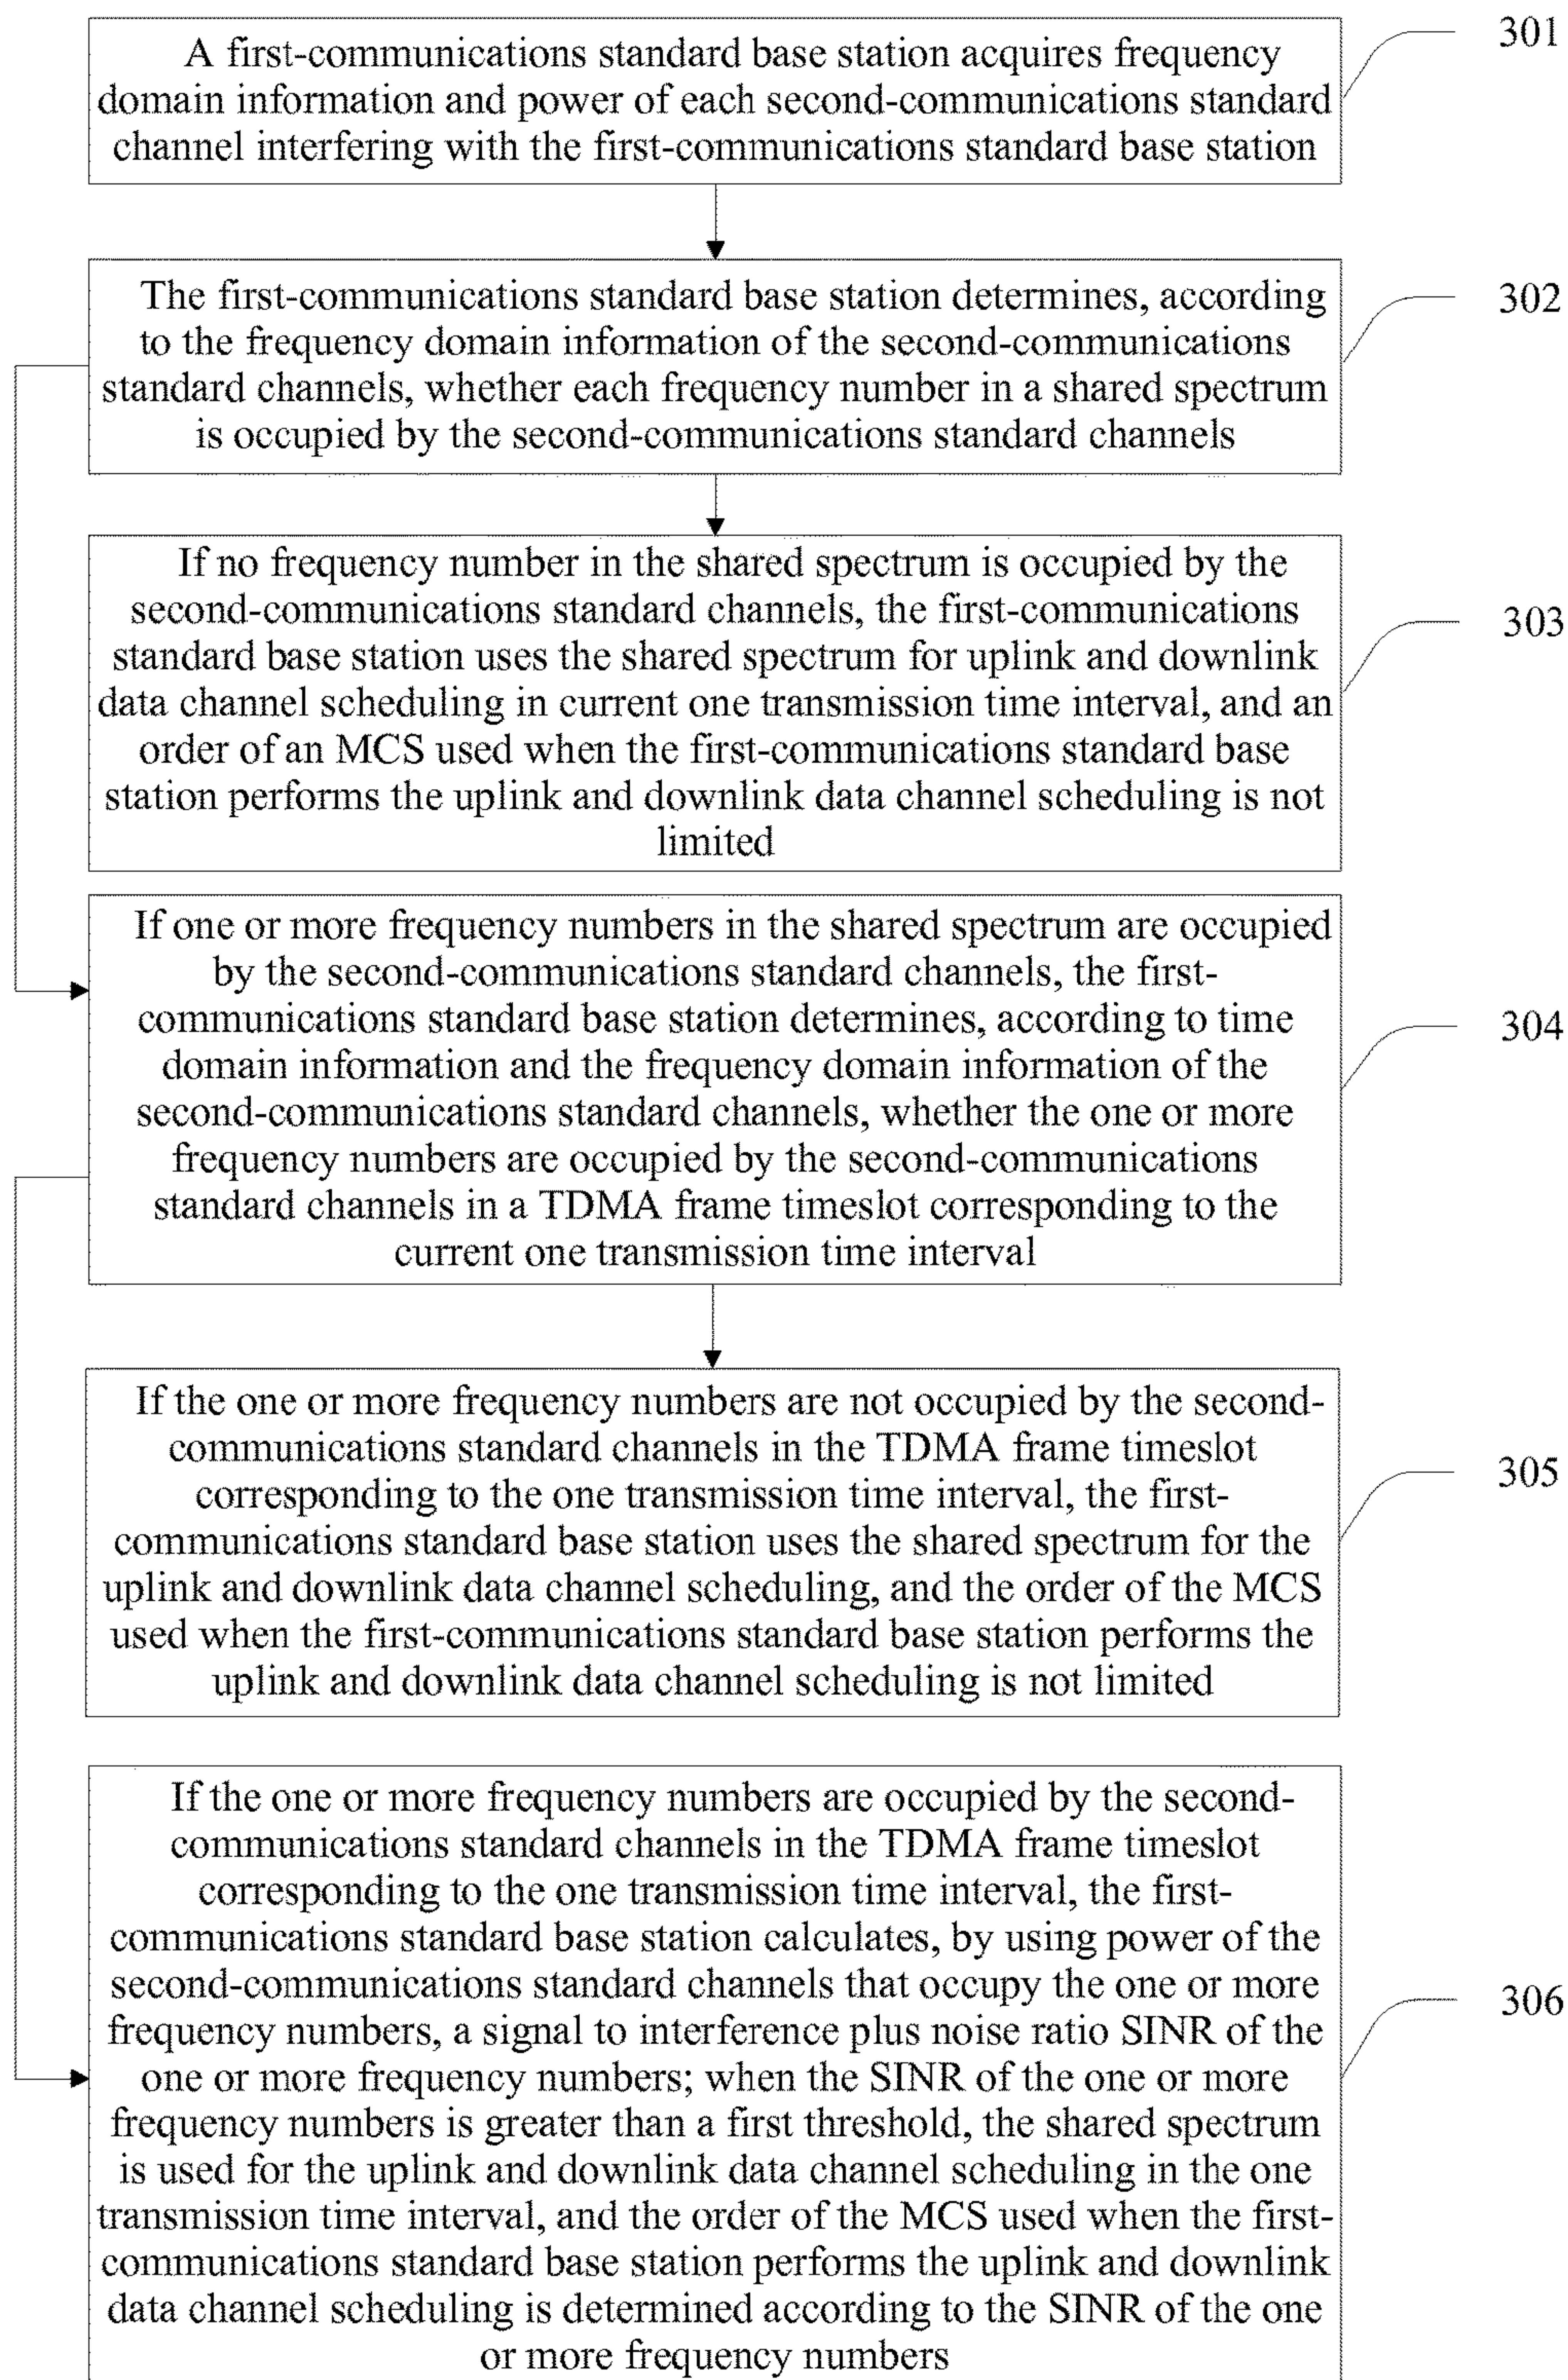 A first-communications standard base station acquires frequency
domain information and power of each second-communications standard
channel interfering with the first-communications standard base station
301
The first-communications standard base station determines, according
to the frequency domain information of the second-communications
standard channels, whether each frequency number in a shared spectrum
is occupied by the second-communications standard channels
302
If no frequency number in the shared spectrum is occupied by the
second-communications standard channels, the first-communications
standard base station uses the shared spectrum for uplink and downlink
data channel scheduling in current one transmission time interval, and an
order of an MCS used when the first-communications standard base
station performs the uplink and downlink data channel scheduling is not
limited
303
If one or more frequency numbers in the shared spectrum are occupied
by the second-communications standard channels, the first-
communications standard base station determines, according to time
domain information and the frequency domain information of the
second-communications standard channels, whether the one or more
frequency numbers are occupied by the second-communications
standard channels in a TDMA frame timeslot corresponding to the
current one transmission time interval
304
If the one or more frequency numbers are not occupied by the second-
communications standard channels in the TDMA frame timeslot
corresponding to the one transmission time interval, the first-
communications standard base station uses the shared spectrum for the
uplink and downlink data channel scheduling, and the order of the MCS
used when the first-communications standard base station performs the
uplink and downlink data channel scheduling is not limited
305
If the one or more frequency numbers are occupied by the second-
communications standard channels in the TDMA frame timeslot
corresponding to the one transmission time interval, the first-
communications standard base station calculates, by using power of the
second-communications standard channels that occupy the one or more
frequency numbers, a signal to interference plus noise ratio SINR of the
one or more frequency numbers; when the SINR of the one or more
frequency numbers is greater than a first threshold, the shared spectrum
is used for the uplink and downlink data channel scheduling in the one
transmission time interval, and the order of the MCS used when the first-
communications standard base station performs the uplink and downlink
data channel scheduling is determined according to the SINR of the one
or more frequency numbers
306